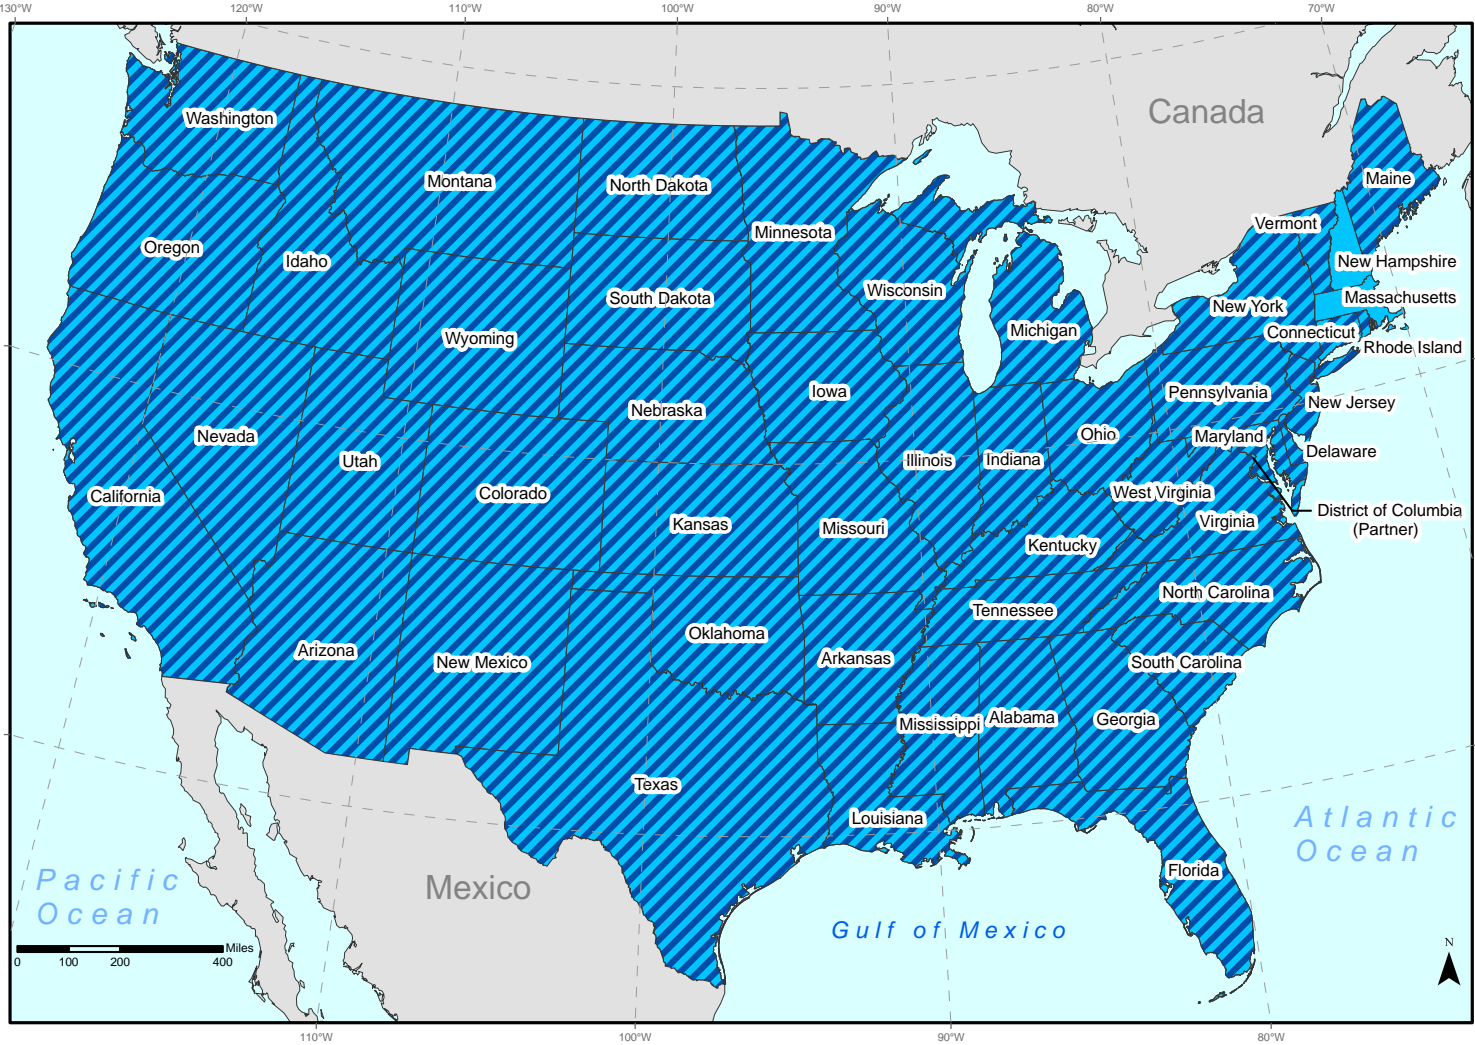 130°W
120°W
110°W
100°W
90°W
80°W
70°W
Canada
Washington
Montana
North Dakota
Maine
Minnesota
Vermont
Oregon
Idaho
New Hampshire
Wisconsin
South Dakota
Massachusetts
New York
Michigan
Connecticut
Wyoming
Rhode Island
Iowa
Pennsylvania
New Jersey
Nebraska
Nevada
Ohio
Maryland
Delaware
Utah
Illinois
Indiana
California
Colorado
West Virginia
District of Columbia
(Partner)
Kansas
Missouri
Virginia
Kentucky
North Carolina
Tennessee
Oklahoma
Arizona
New Mexico
Arkansas
South Carolina
Mississippi
Alabama
Georgia
Texas
Louisiana
Atlantic
Ocean
Florida
Pacific
Ocean
Mexico
Gulf of Mexico
Miles
0
100
200
400
N
110°W
100°W
90°W
80°W